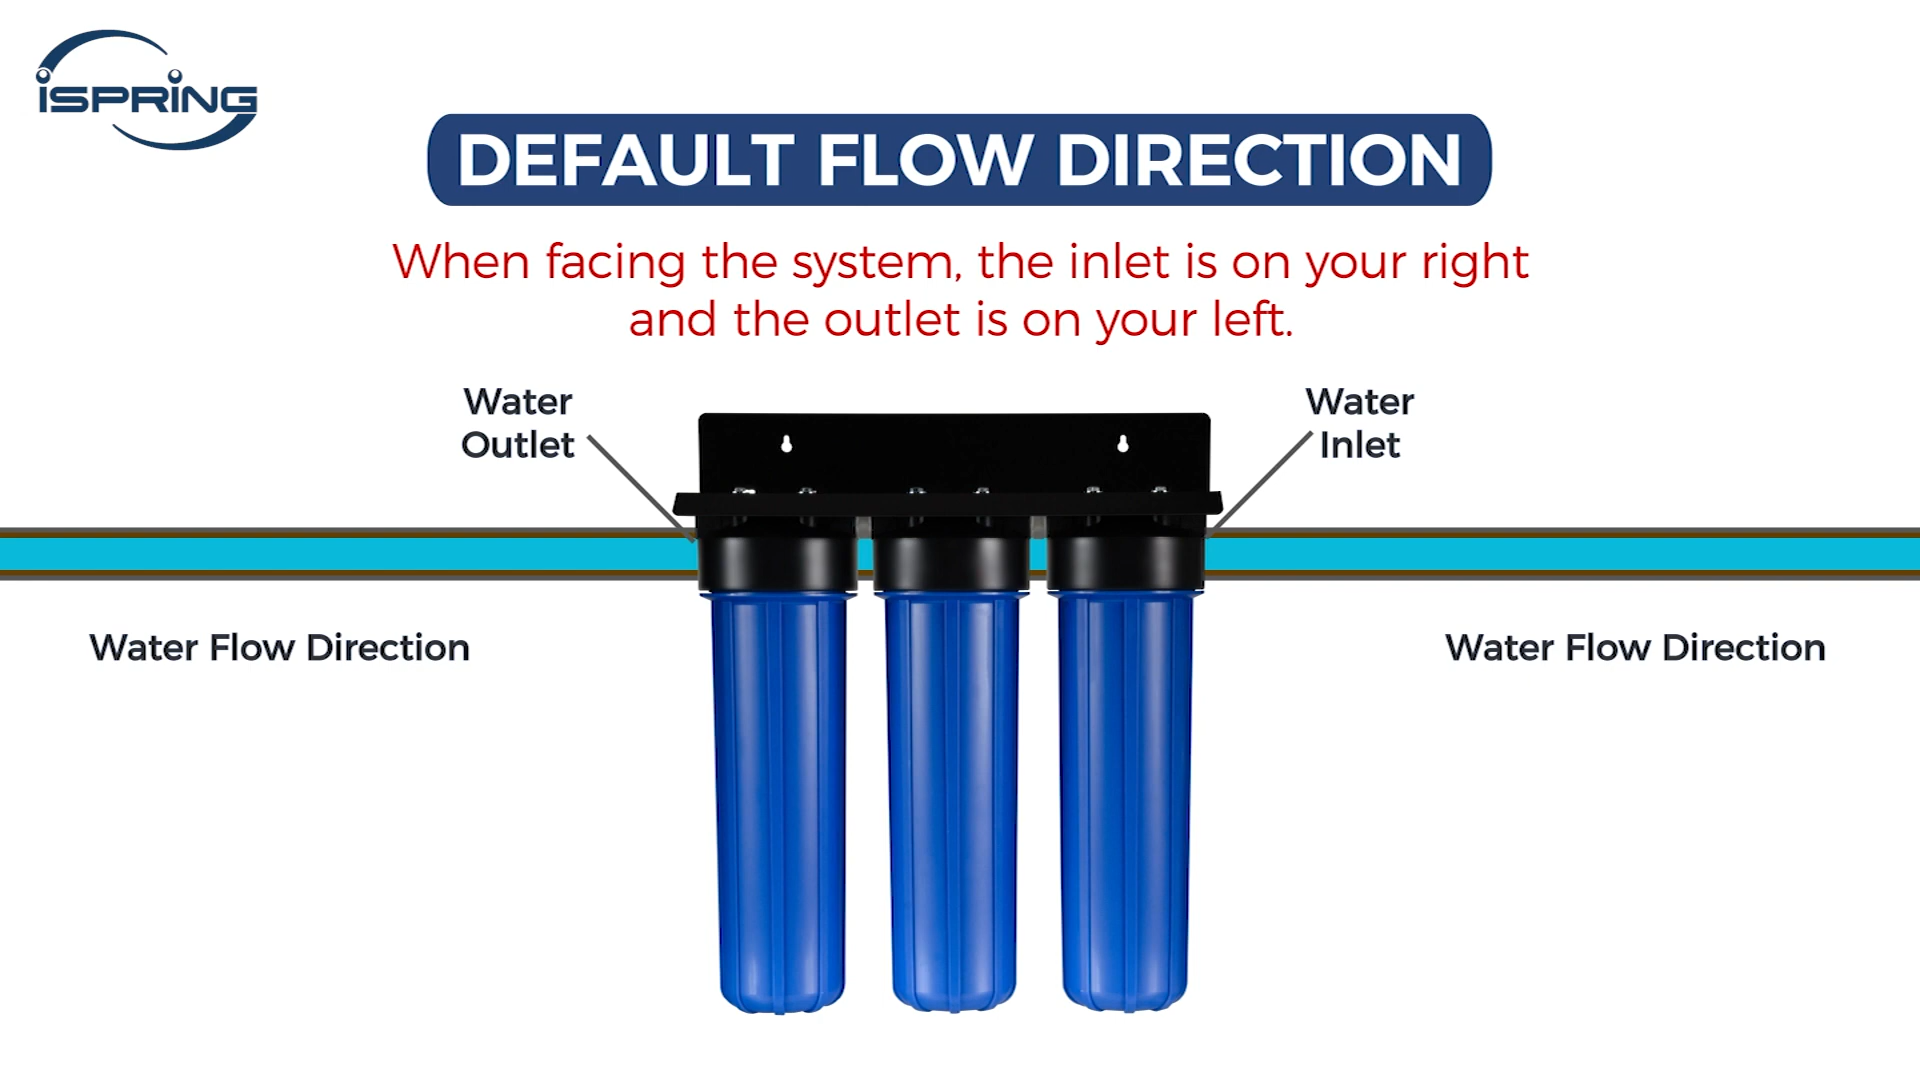 iSPRiNG
DEFAULT FLOW DIRECTION
When facing the system, the inlet is on your right
and the outlet is on your left.
Water
Outlet
Water
Inlet
Water Flow Direction
Water Flow Direction